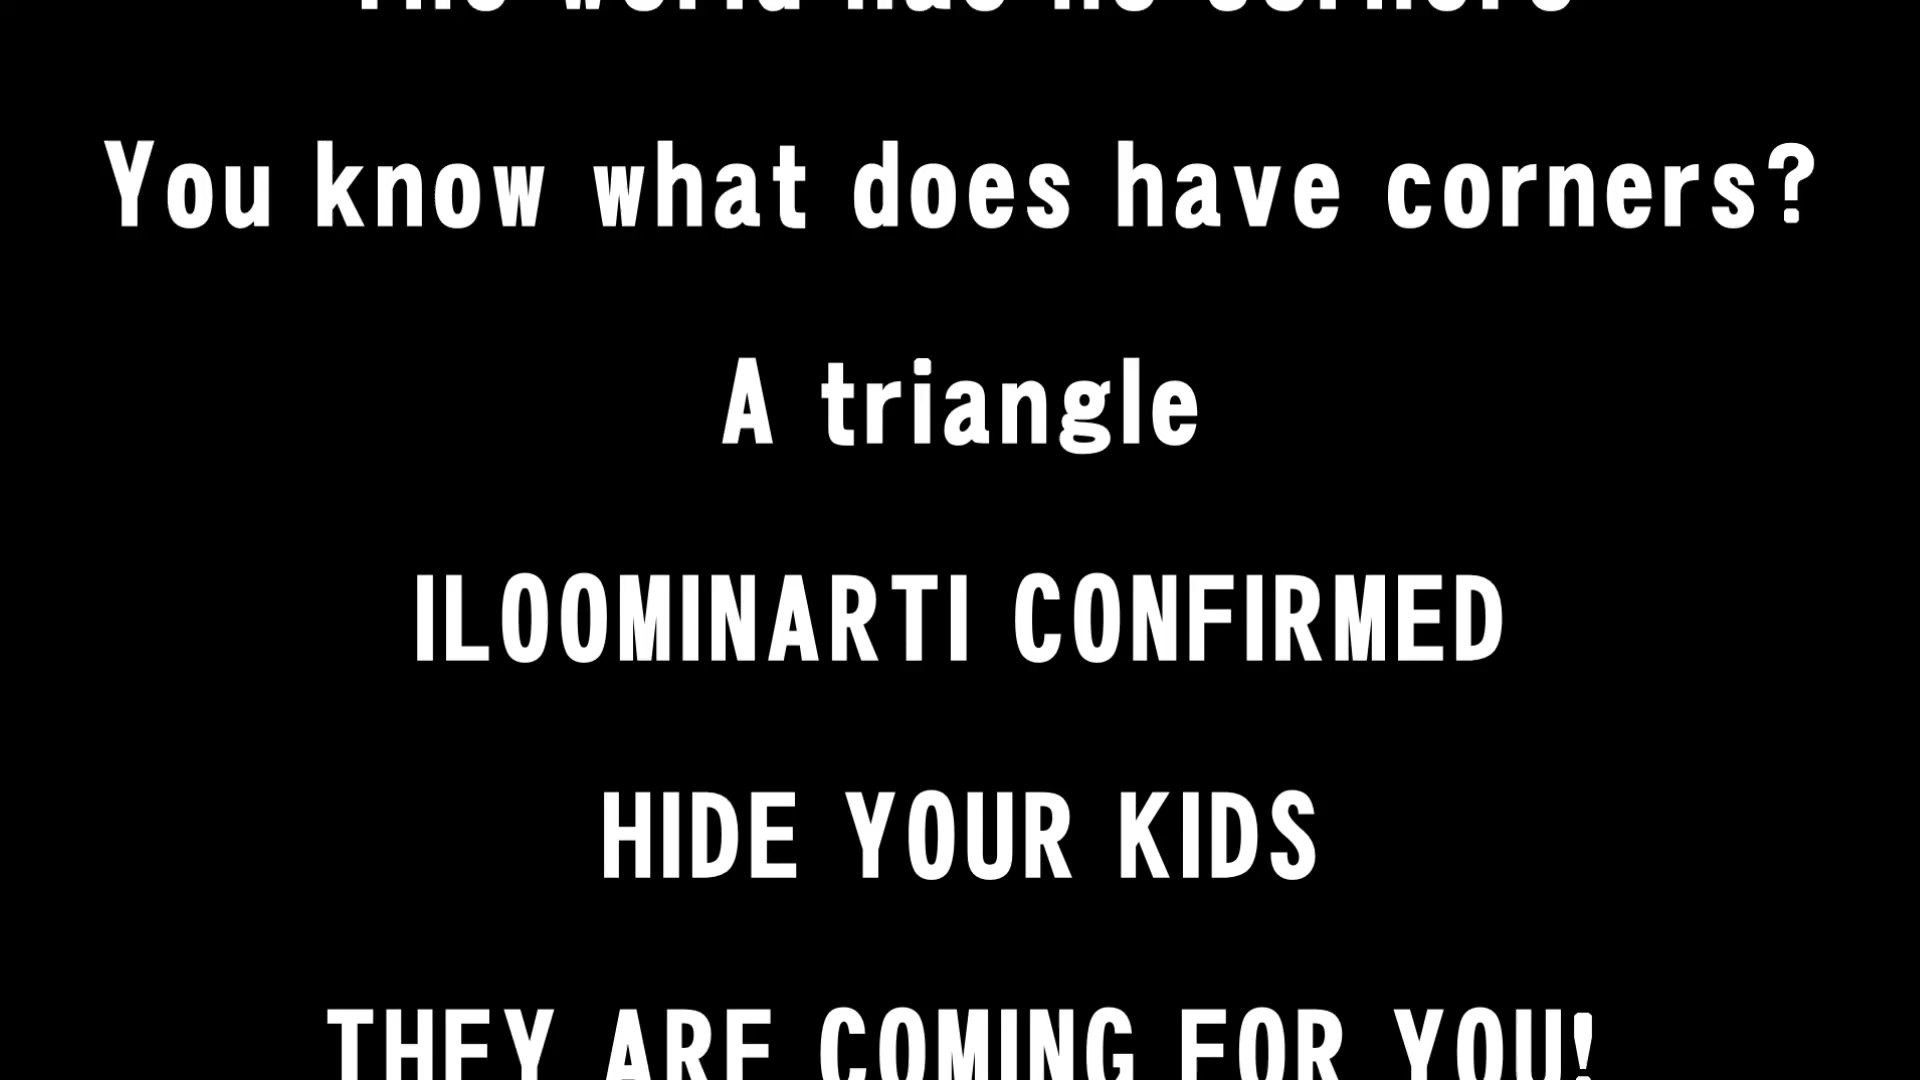 The world has no corners
You know what does have corners?
A triangle
ILOOMINARTI CONFIRMED
HIDE YOUR KIDS
THEY ARE COMING FOR YOU!